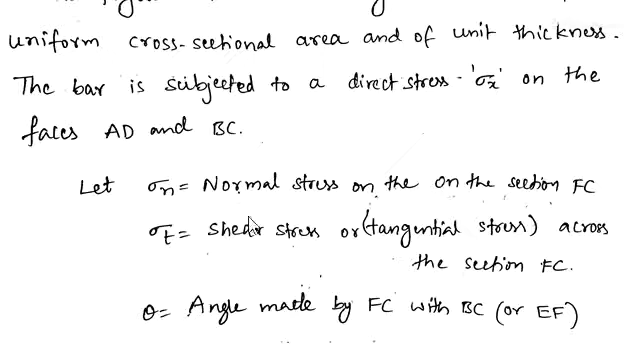 uniform cross-sectional area and of unit thickness.
The bar is subjected to a direct stress - 'σx' on the
faces AD and BC.
Let σn = Normal stress on the on the section FC
σt = Shear stress or (tangential stress) across
the section FC.
θ = Angle made by FC with BC (or EF)